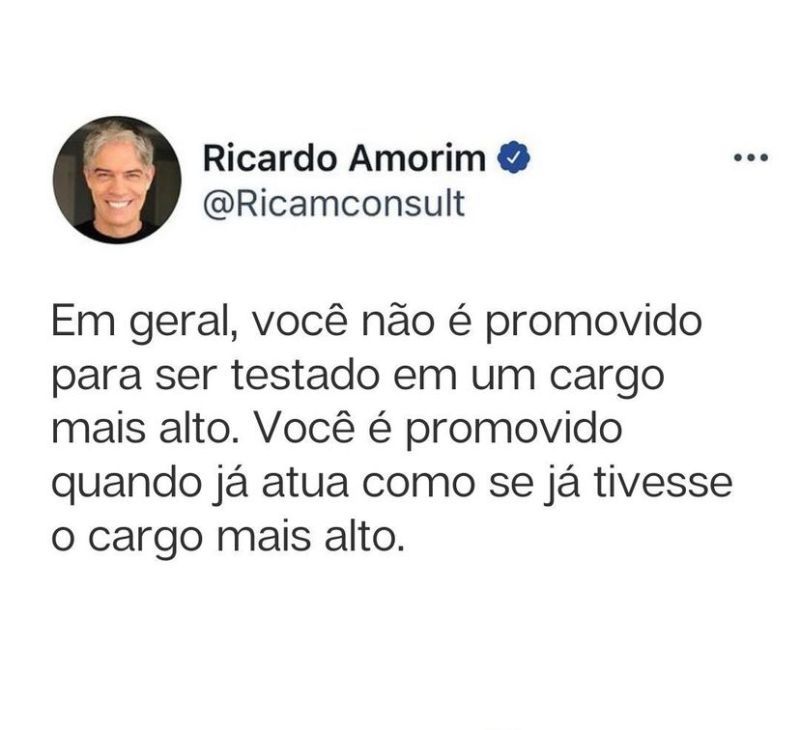 Ricardo Amorim
@Ricamconsult
Em geral, você não é promovido
para ser testado em um cargo
mais alto. Você é promovido
quando já atua como se já tivesse
o cargo mais alto.